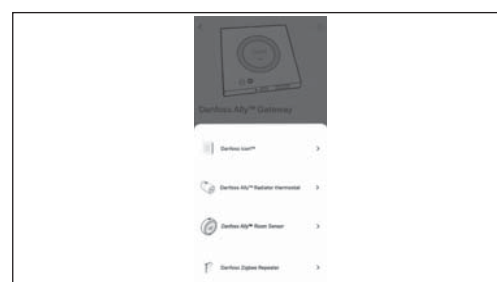 Danfoss Ally™ Gateway
Danfoss Icon™
Danfoss Ally™ Radiator thermostat
Danfoss Ally™ Room Sensor
Danfoss Zigbee Repeater